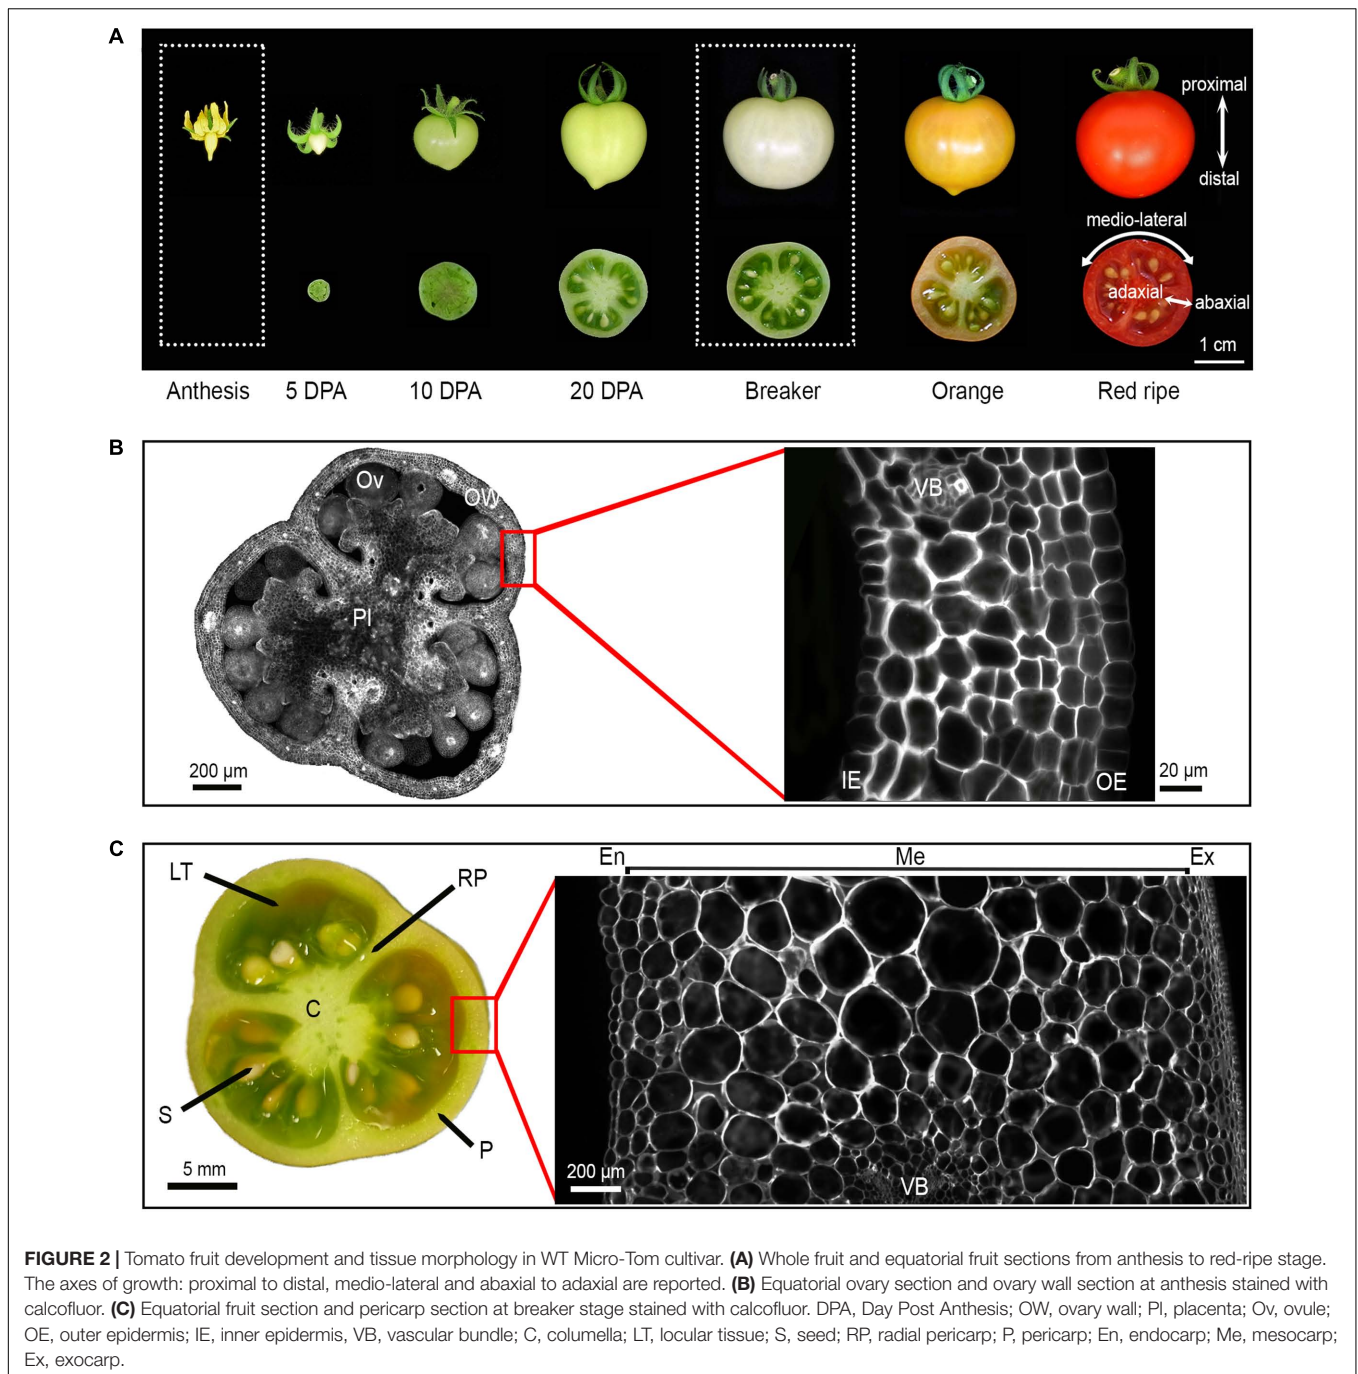 A
proximal
distal
medio-lateral
adaxial
abaxial
1 cm
Anthesis 5 DPA 10 DPA 20 DPA Breaker Orange Red ripe
B
Ov
OW
Pl
200 µm
VB
IE
OE
20 µm
C
LT
RP
C
S
P
5 mm
En Me Ex
200 µm
VB
FIGURE 2 | Tomato fruit development and tissue morphology in WT Micro-Tom cultivar. (A) Whole fruit and equatorial fruit sections from anthesis to red-ripe stage.
The axes of growth: proximal to distal, medio-lateral and abaxial to adaxial are reported. (B) Equatorial ovary section and ovary wall section at anthesis stained with
calcofluor. (C) Equatorial fruit section and pericarp section at breaker stage stained with calcofluor. DPA, Day Post Anthesis; OW, ovary wall; Pl, placenta; Ov, ovule;
OE, outer epidermis; IE, inner epidermis, VB, vascular bundle; C, columella; LT, locular tissue; S, seed; RP, radial pericarp; P, pericarp; En, endocarp; Me, mesocarp;
Ex, exocarp.